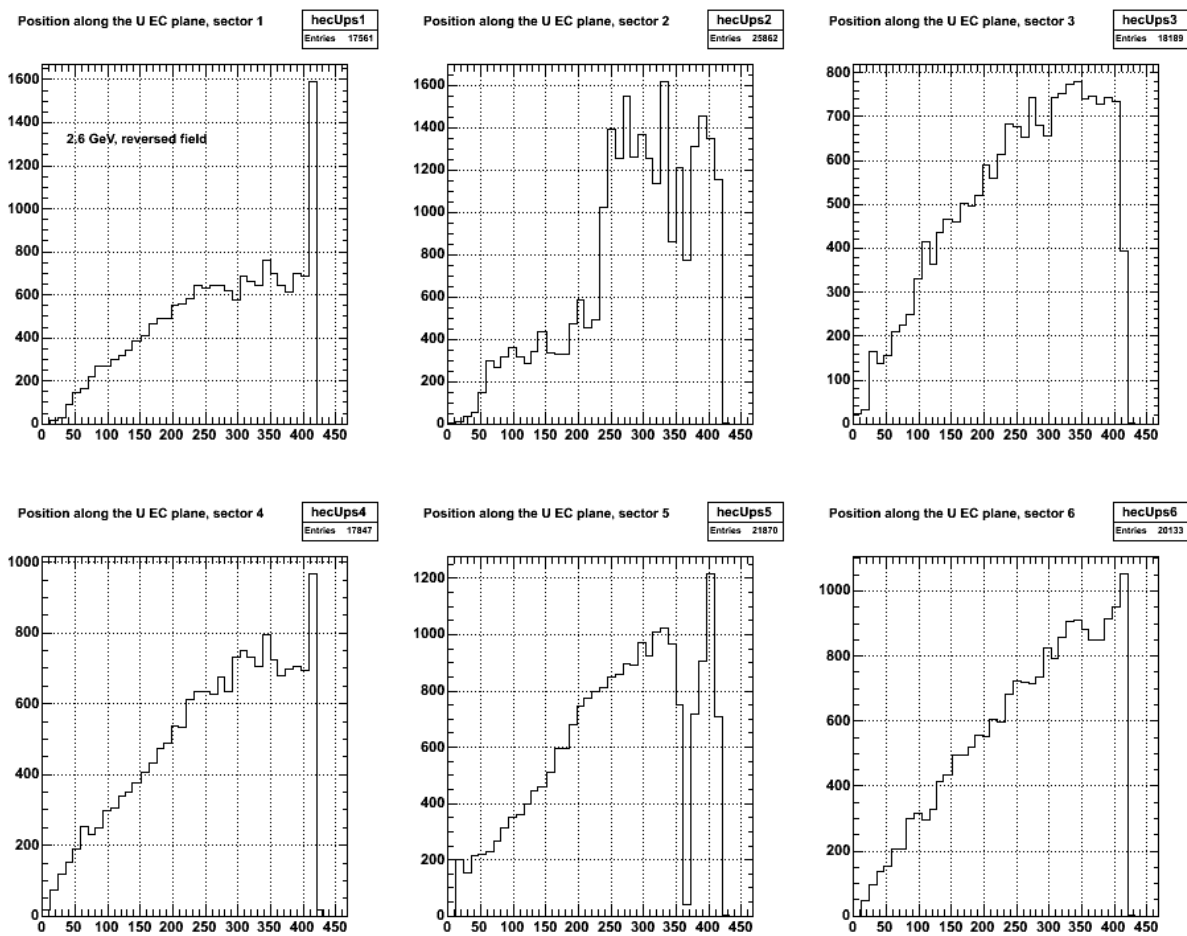 Position along the U EC plane, sector 1
hecUps1
Entries 17561
1600
1400
1200
1000
800
600
400
200
0
2.6 GeV, reversed field
0 50 100 150 200 250 300 350 400 450
Position along the U EC plane, sector 2
hecUps2
Entries 25862
1600
1400
1200
1000
800
600
400
200
0
0 50 100 150 200 250 300 350 400 450
Position along the U EC plane, sector 3
hecUps3
Entries 18189
800
700
600
500
400
300
200
100
0
0 50 100 150 200 250 300 350 400 450
Position along the U EC plane, sector 4
hecUps4
Entries 17847
1000
800
600
400
200
0
0 50 100 150 200 250 300 350 400 450
Position along the U EC plane, sector 5
hecUps5
Entries 21870
1200
1000
800
600
400
200
0
0 50 100 150 200 250 300 350 400 450
Position along the U EC plane, sector 6
hecUps6
Entries 20133
1000
800
600
400
200
0
0 50 100 150 200 250 300 350 400 450